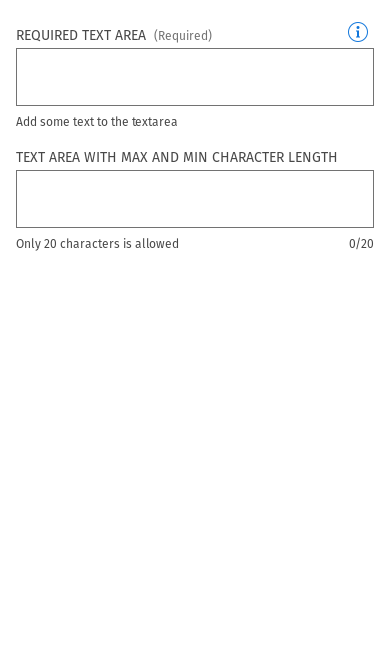 REQUIRED TEXT AREA (Required)
Add some text to the textarea
TEXT AREA WITH MAX AND MIN CHARACTER LENGTH
Only 20 characters is allowed 0/20